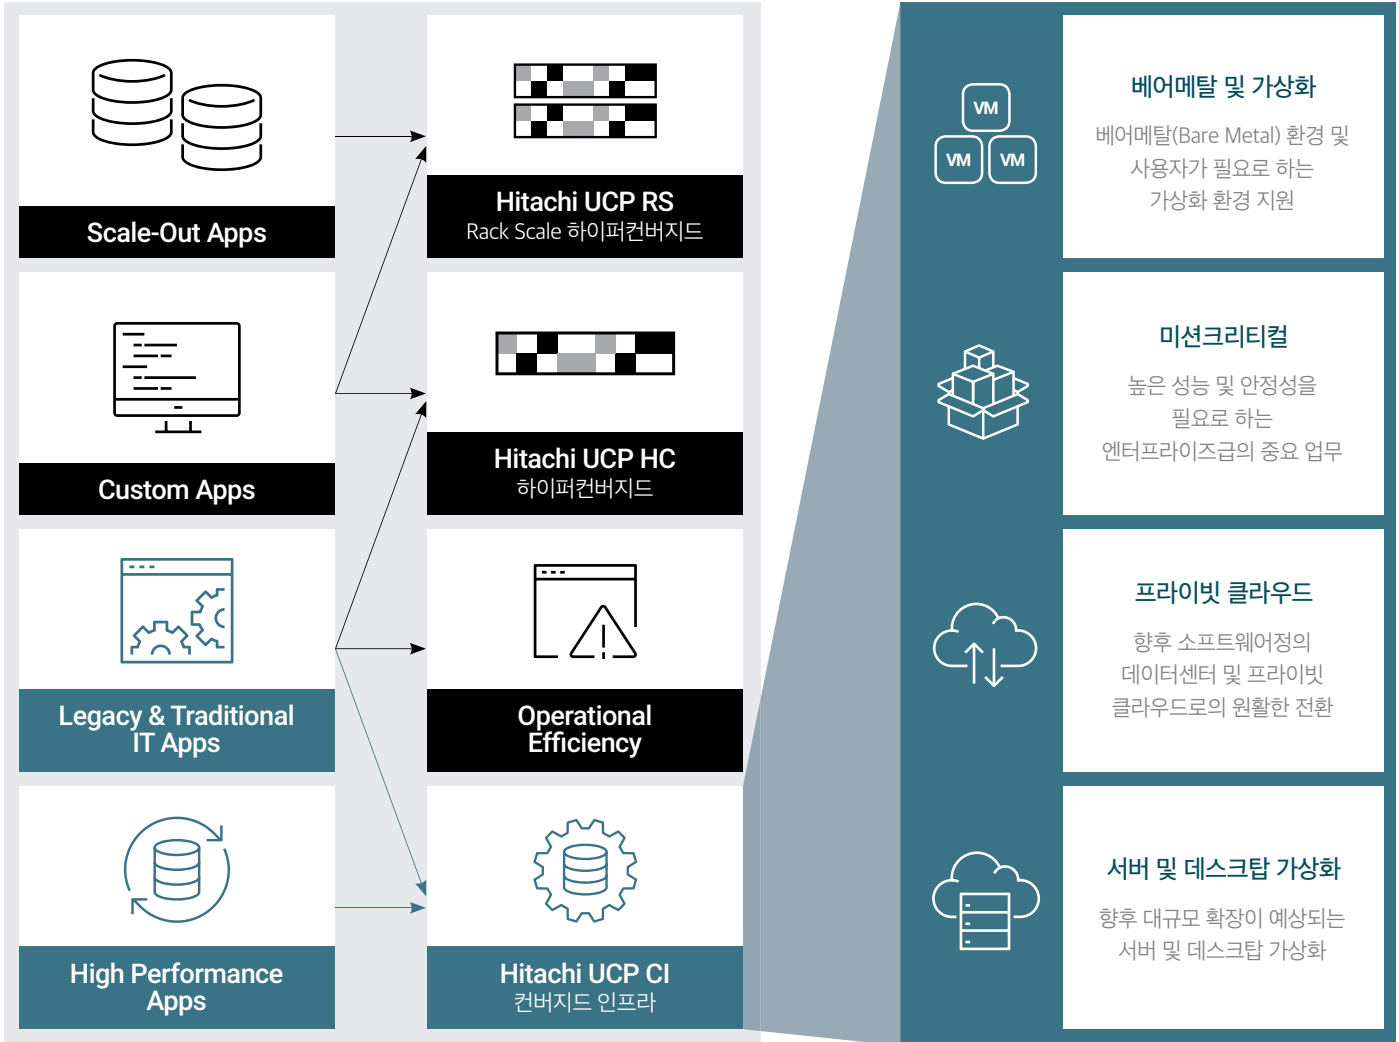 Scale-Out Apps
Hitachi UCP RS
Rack Scale 하이퍼컨버지드
Custom Apps
Hitachi UCP HC
하이퍼컨버지드
Legacy & Traditional
IT Apps
Operational
Efficiency
High Performance
Apps
Hitachi UCP CI
컨버지드 인프라
VM
VM
VM
베어메탈 및 가상화
베어메탈(Bare Metal) 환경 및
사용자가 필요로 하는
가상화 환경 지원
미션크리티컬
높은 성능 및 안정성을
필요로 하는
엔터프라이즈급의 중요 업무
프라이빗 클라우드
향후 소프트웨어정의
데이터센터 및 프라이빗
클라우드로의 원활한 전환
서버 및 데스크탑 가상화
향후 대규모 확장이 예상되는
서버 및 데스크탑 가상화